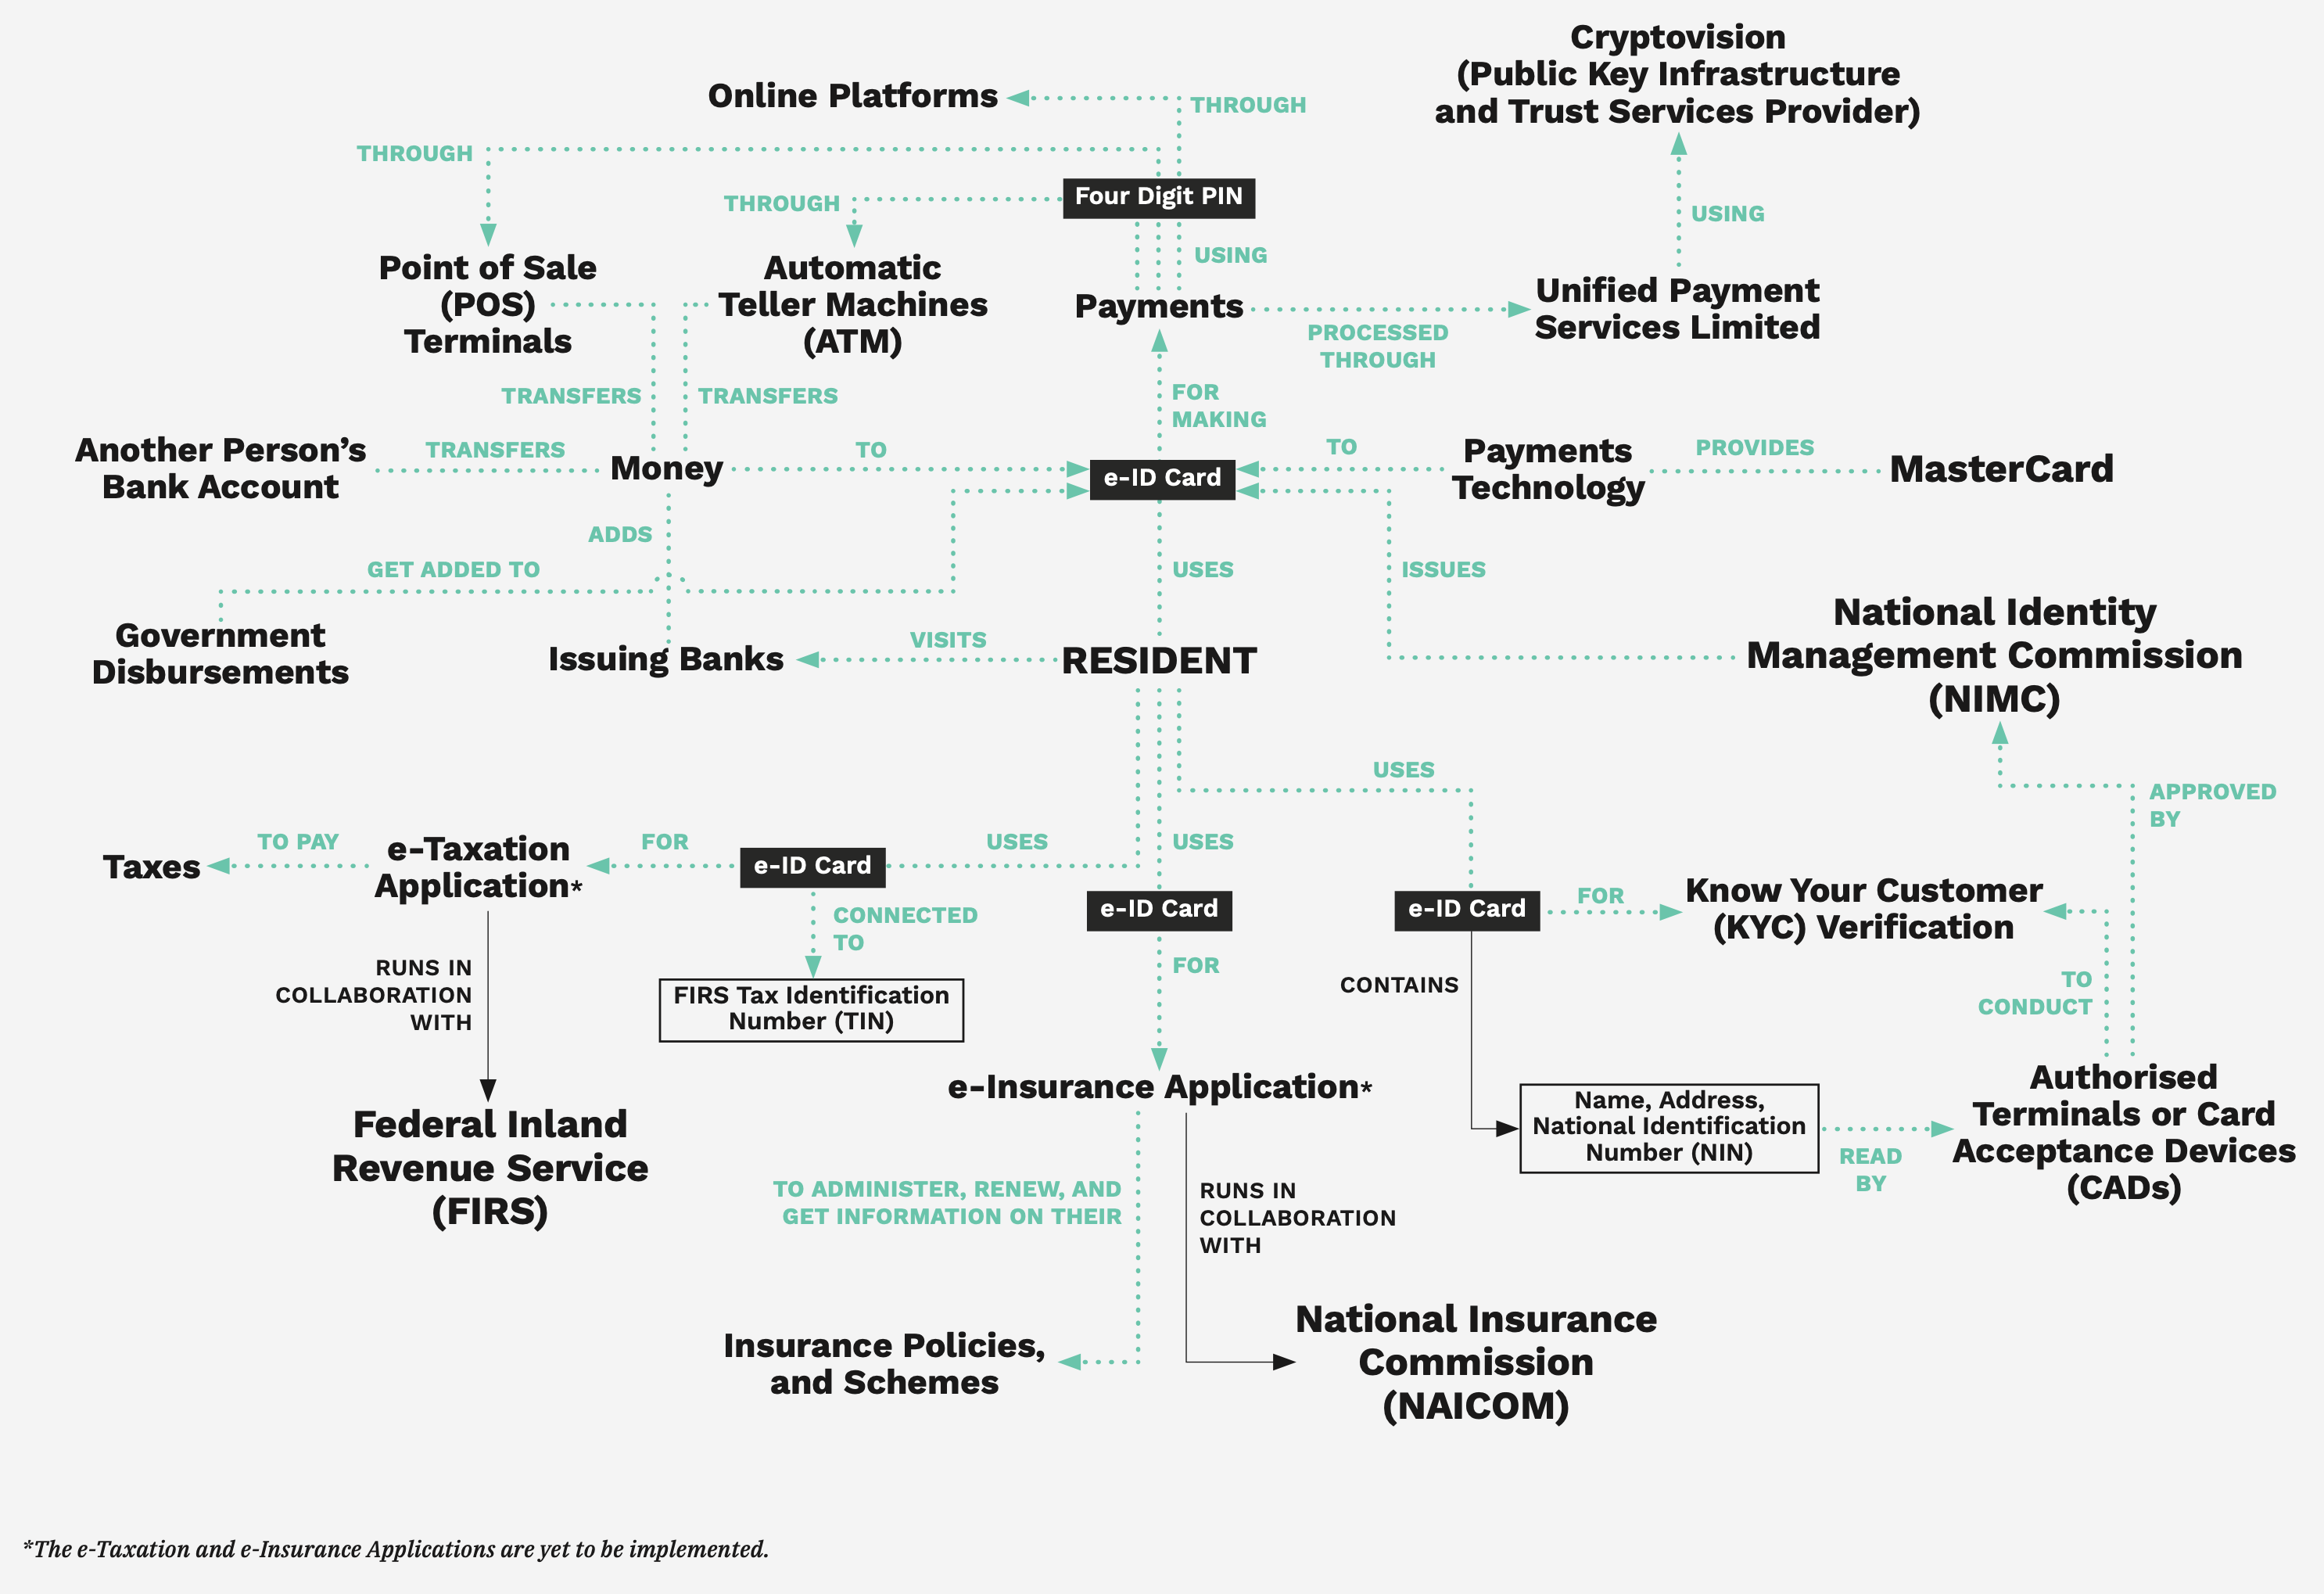 Cryptovision
(Public Key Infrastructure
and Trust Services Provider)
Online Platforms
THROUGH
THROUGH
THROUGH
Four Digit PIN
USING
USING
Point of Sale
(POS)
Terminals
Automatic
Teller Machines
(ATM)
Payments
PROCESSED
THROUGH
Unified Payment
Services Limited
TRANSFERS
TRANSFERS
FOR
MAKING
Another Person’s
Bank Account
TRANSFERS
Money
TO
e-ID Card
TO
Payments
Technology
PROVIDES
MasterCard
ADDS
GET ADDED TO
USES
ISSUES
Government
Disbursements
Issuing Banks
VISITS
RESIDENT
National Identity
Management Commission
(NIMC)
USES
APPROVED
BY
Taxes
TO PAY
e-Taxation
Application*
FOR
e-ID Card
USES
USES
CONNECTED
TO
e-ID Card
e-ID Card
FOR
Know Your Customer
(KYC) Verification
RUNS IN
COLLABORATION
WITH
FIRS Tax Identification
Number (TIN)
FOR
CONTAINS
TO
CONDUCT
Federal Inland
Revenue Service
(FIRS)
e-Insurance Application*
Name, Address,
National Identification
Number (NIN)
READ
BY
Authorised
Terminals or Card
Acceptance Devices
(CADs)
TO ADMINISTER, RENEW, AND
GET INFORMATION ON THEIR
RUNS IN
COLLABORATION
WITH
Insurance Policies,
and Schemes
National Insurance
Commission
(NAICOM)
*The e-Taxation and e-Insurance Applications are yet to be implemented.